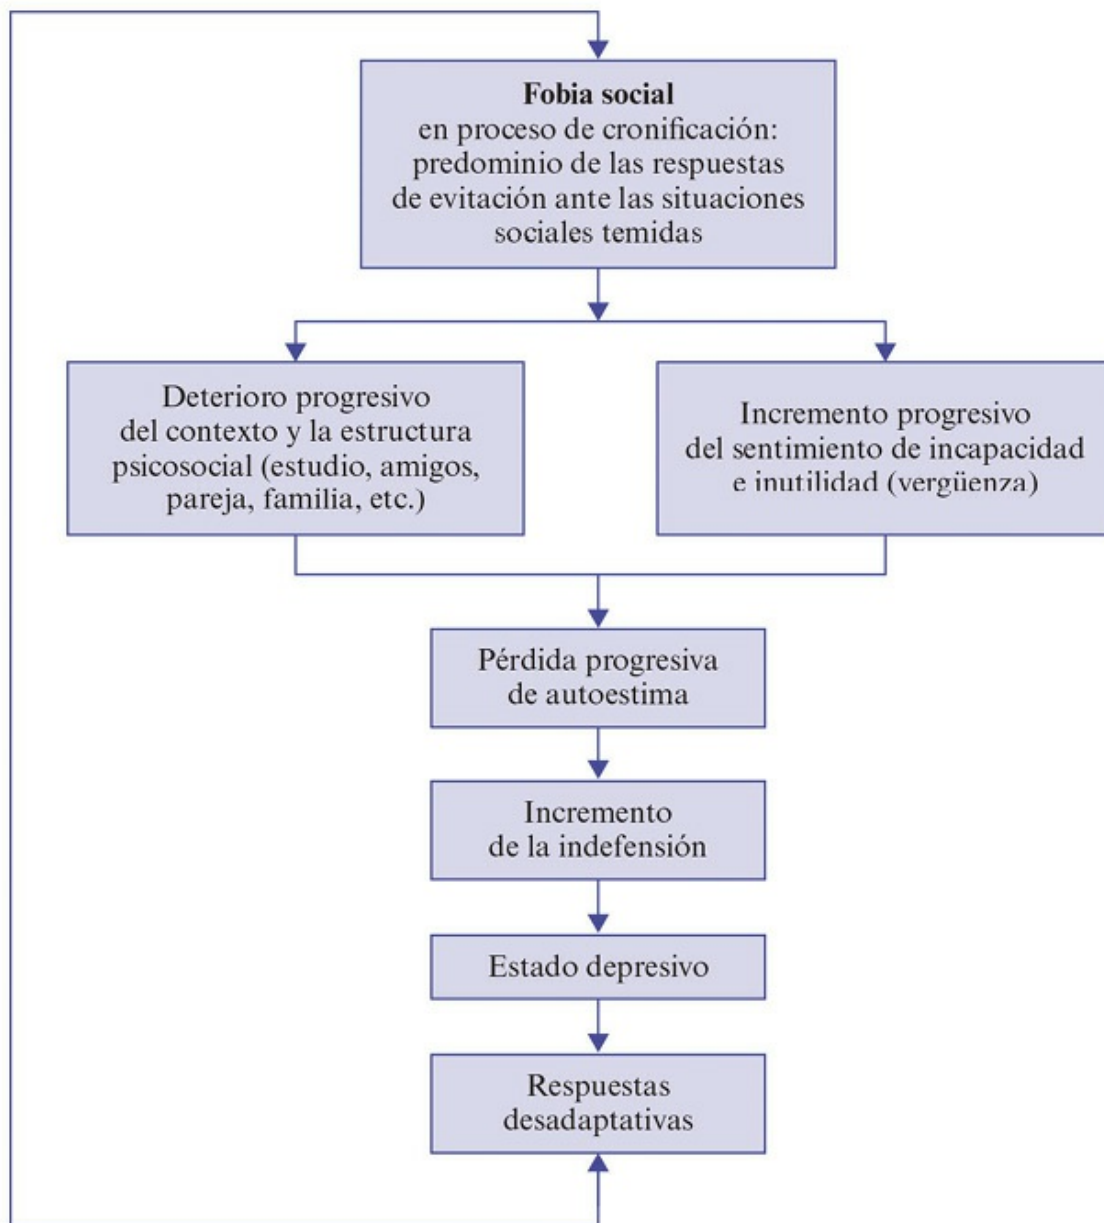 Fobia social
en proceso de cronificación:
predominio de las respuestas
de evitación ante las situaciones
sociales temidas
Deterioro progresivo
del contexto y la estructura
psicosocial (estudio, amigos,
pareja, familia, etc.)
Incremento progresivo
del sentimiento de incapacidad
e inutilidad (vergüenza)
Pérdida progresiva
de autoestima
Incremento
de la indefensión
Estado depresivo
Respuestas
desadaptativas